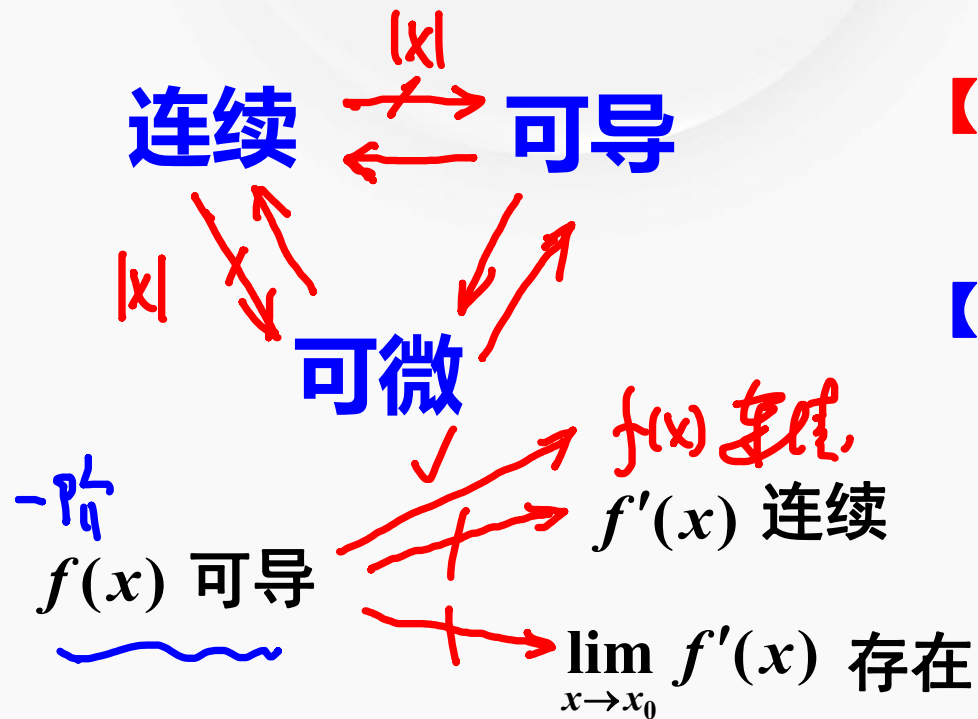 |x|
连续 可导 【
|x| 【
可微
f(x) 连续,
一阶 f′(x) 连续
f(x) 可导
lim f′(x) 存在
x→x₀